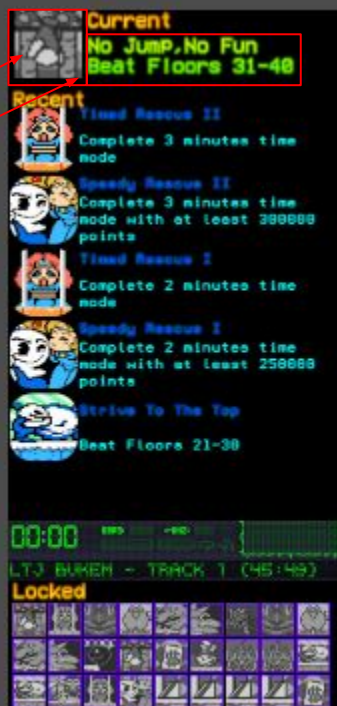 Current
No Jump,No Fun
Beat Floors 31-40
Recent
Timed Rescue II
Complete 3 minutes time
mode
Speedy Rescue II
Complete 3 minutes time
mode with at least 300000
points
Timed Rescue I
Complete 2 minutes time
mode
Speedy Rescue I
Complete 2 minutes time
mode with at least 250000
points
Strive To The Top
Beat Floors 21-30
00:00
LTJ BUKEM - TRACK 1 (45:49)
Locked